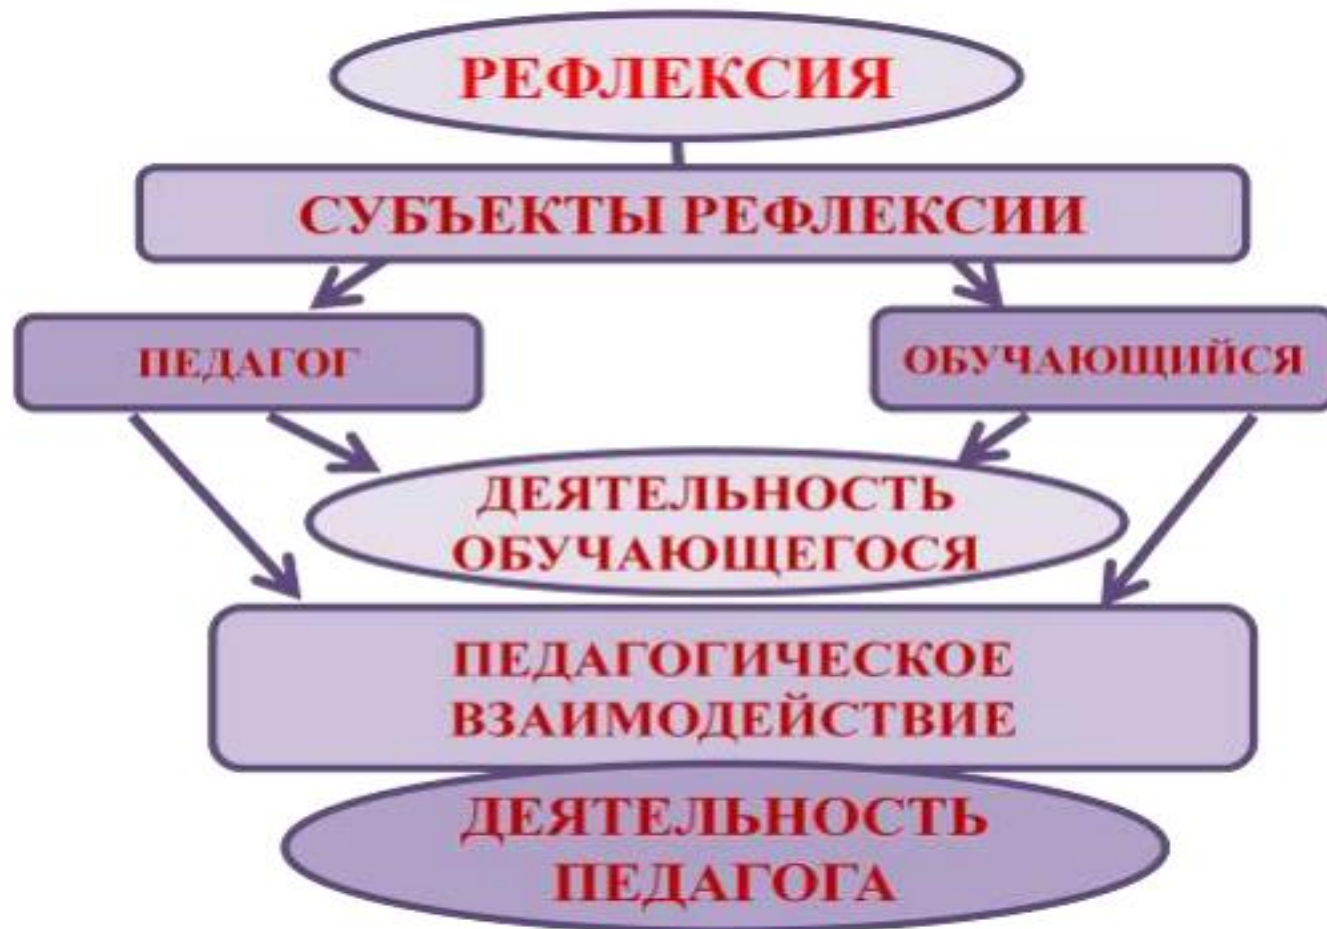 РЕФЛЕКСИЯ
СУБЪЕКТЫ РЕФЛЕКСИИ
ПЕДАГОГ
ОБУЧАЮЩИЙСЯ
ДЕЯТЕЛЬНОСТЬ
ОБУЧАЮЩЕГОСЯ
ПЕДАГОГИЧЕСКОЕ
ВЗАИМОДЕЙСТВИЕ
ДЕЯТЕЛЬНОСТЬ
ПЕДАГОГА